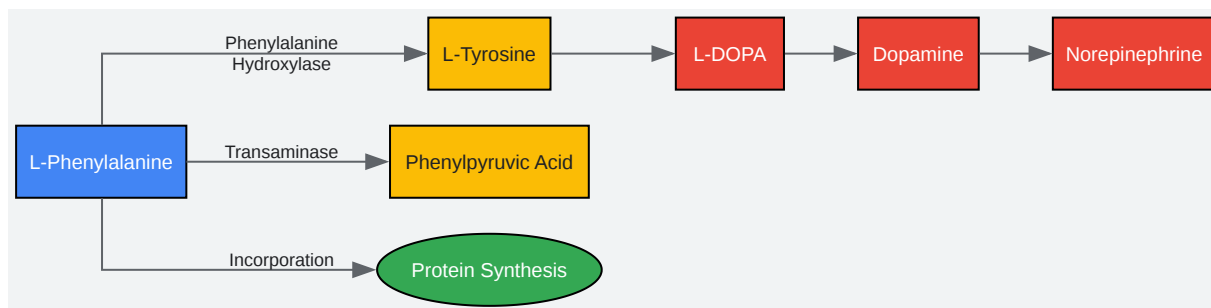 Phenylalanine
Hydroxylase
L-Tyrosine
L-DOPA
Dopamine
Norepinephrine
L-Phenylalanine
Transaminase
Phenylpyruvic Acid
Incorporation
Protein Synthesis